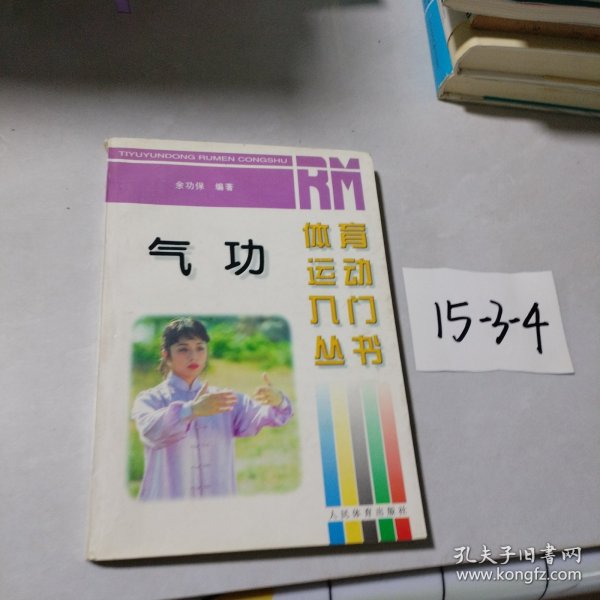 TIYUYUNDONG RUMEN CONGSHU
RM
余功保 编著
气功
体育
运动
入门
丛书
人民体育出版社
15-3-4
孔夫子旧书网
www.kongfz.com